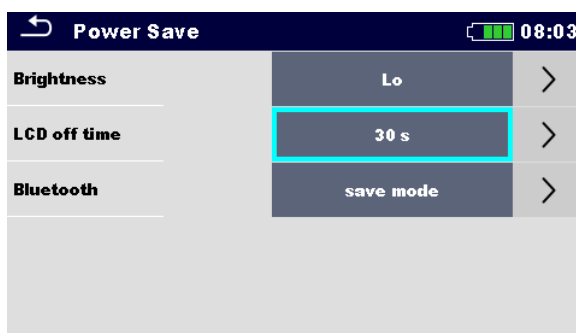 Power Save 08:03
Brightness Lo
LCD off time 30 s
Bluetooth save mode